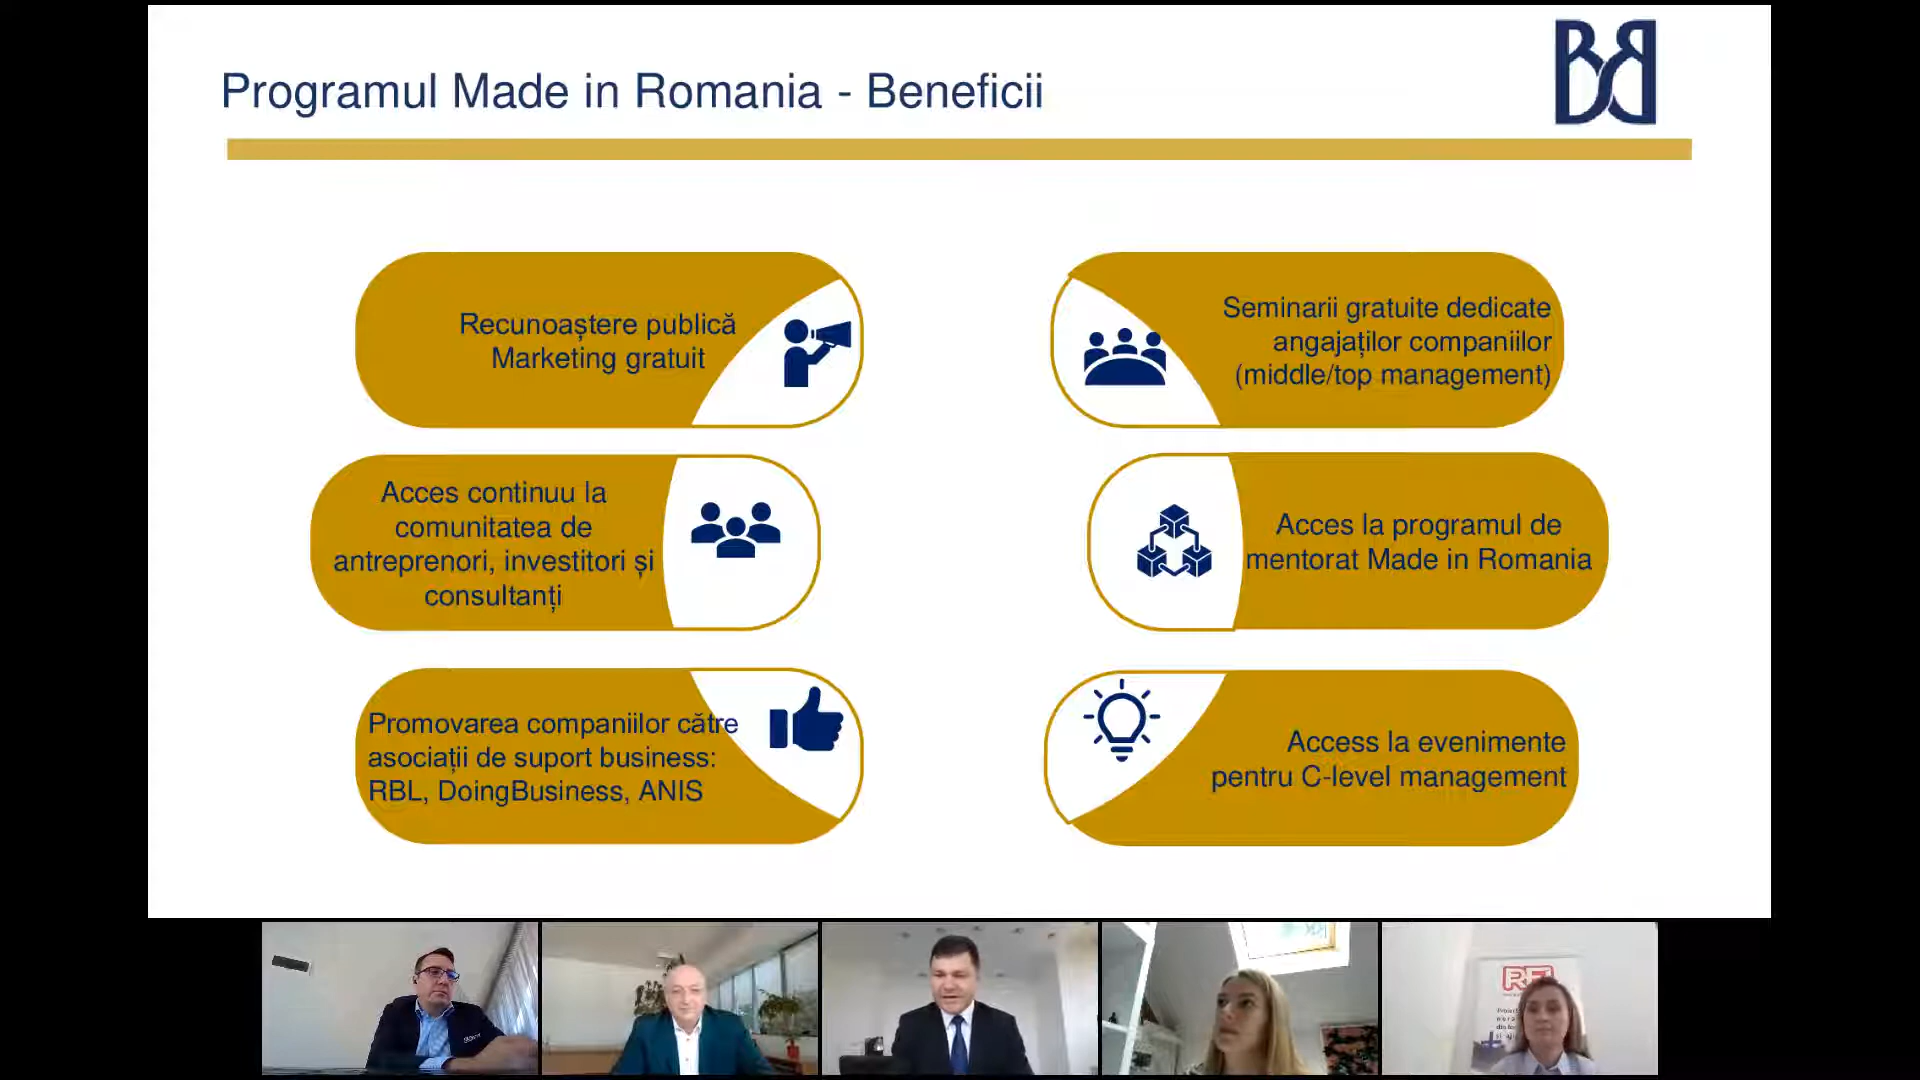 Programul Made in Romania - Beneficii
Recunoaștere publică
Marketing gratuit
Seminarii gratuite dedicate
angajaților companiilor
(middle/top management)
Acces continuu la
comunitatea de
antreprenori, investitori și
consultanți
Acces la programul de
mentorat Made in Romania
Promovarea companiilor către
asociații de suport business:
RBL, DoingBusiness, ANIS
Access la evenimente
pentru C-level management